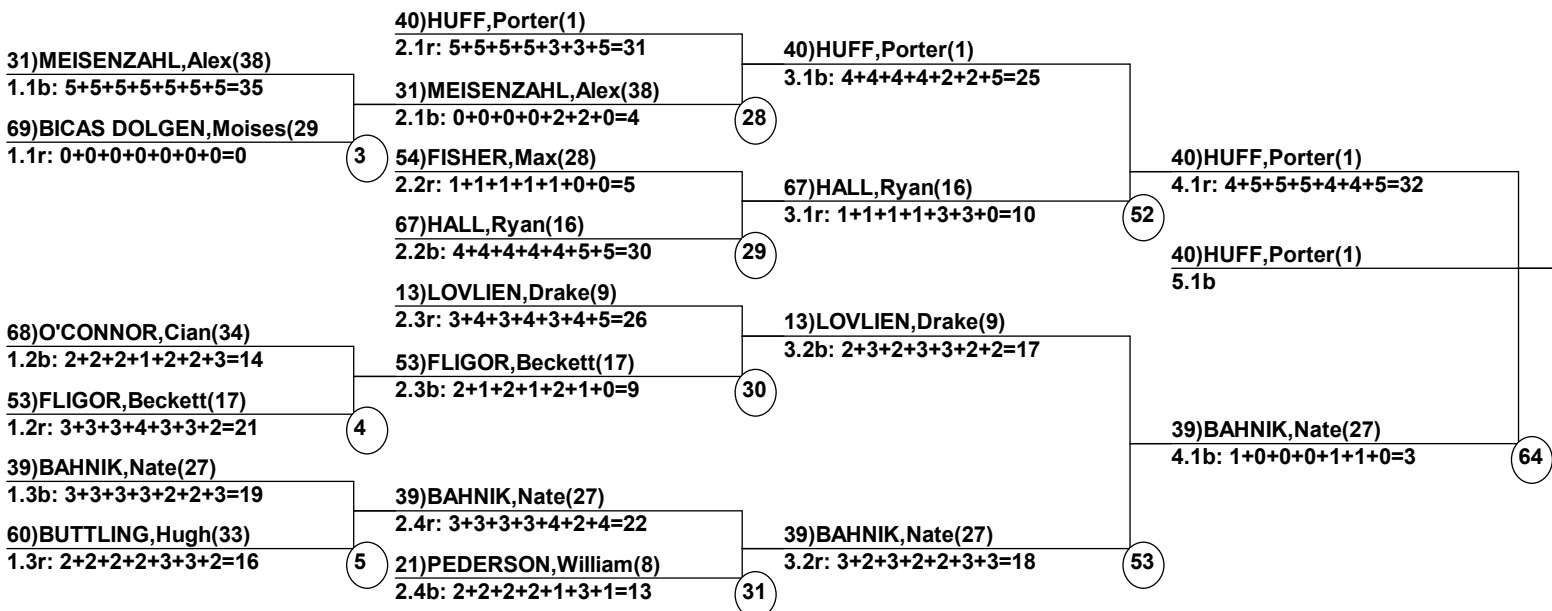 31)MEISENZAHL,Alex(38)
1.1b: 5+5+5+5+5+5+5=35
69)BICAS DOLGEN,Moises(29
1.1r: 0+0+0+0+0+0+0=0
3
68)O'CONNOR,Cian(34)
1.2b: 2+2+2+1+2+2+3=14
53)FLIGOR,Beckett(17)
1.2r: 3+3+3+4+3+3+2=21
4
39)BAHNIK,Nate(27)
1.3b: 3+3+3+3+2+2+3=19
60)BUTTLING,Hugh(33)
1.3r: 2+2+2+2+3+3+2=16
5
40)HUFF,Porter(1)
2.1r: 5+5+5+5+3+3+5=31
31)MEISENZAHL,Alex(38)
2.1b: 0+0+0+0+2+2+0=4
28
54)FISHER,Max(28)
2.2r: 1+1+1+1+1+0+0=5
67)HALL,Ryan(16)
2.2b: 4+4+4+4+4+5+5=30
29
13)LOVLIEN,Drake(9)
2.3r: 3+4+3+4+3+4+5=26
53)FLIGOR,Beckett(17)
2.3b: 2+1+2+1+2+1+0=9
30
39)BAHNIK,Nate(27)
2.4r: 3+3+3+3+4+2+4=22
21)PEDERSON,William(8)
2.4b: 2+2+2+2+1+3+1=13
31
40)HUFF,Porter(1)
3.1b: 4+4+4+4+2+2+5=25
67)HALL,Ryan(16)
3.1r: 1+1+1+1+3+3+0=10
52
13)LOVLIEN,Drake(9)
3.2b: 2+3+2+3+3+2+2=17
39)BAHNIK,Nate(27)
3.2r: 3+2+3+2+2+3+3=18
53
40)HUFF,Porter(1)
4.1r: 4+5+5+5+4+4+5=32
39)BAHNIK,Nate(27)
4.1b: 1+0+0+0+1+1+0=3
64
40)HUFF,Porter(1)
5.1b